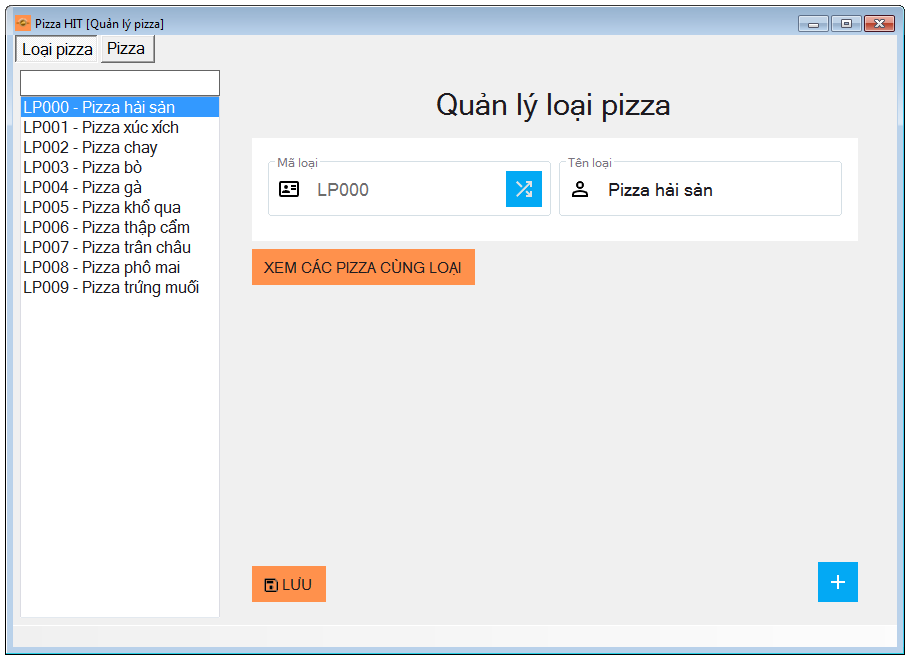 Pizza HIT [Quản lý pizza]
Loại pizza
Pizza
LP000 - Pizza hải sản
LP001 - Pizza xúc xích
LP002 - Pizza chay
LP003 - Pizza bò
LP004 - Pizza gà
LP005 - Pizza khổ qua
LP006 - Pizza thập cẩm
LP007 - Pizza trân châu
LP008 - Pizza phô mai
LP009 - Pizza trứng muối
Quản lý loại pizza
Mã loại
LP000
Tên loại
Pizza hải sản
XEM CÁC PIZZA CÙNG LOẠI
LƯU
+